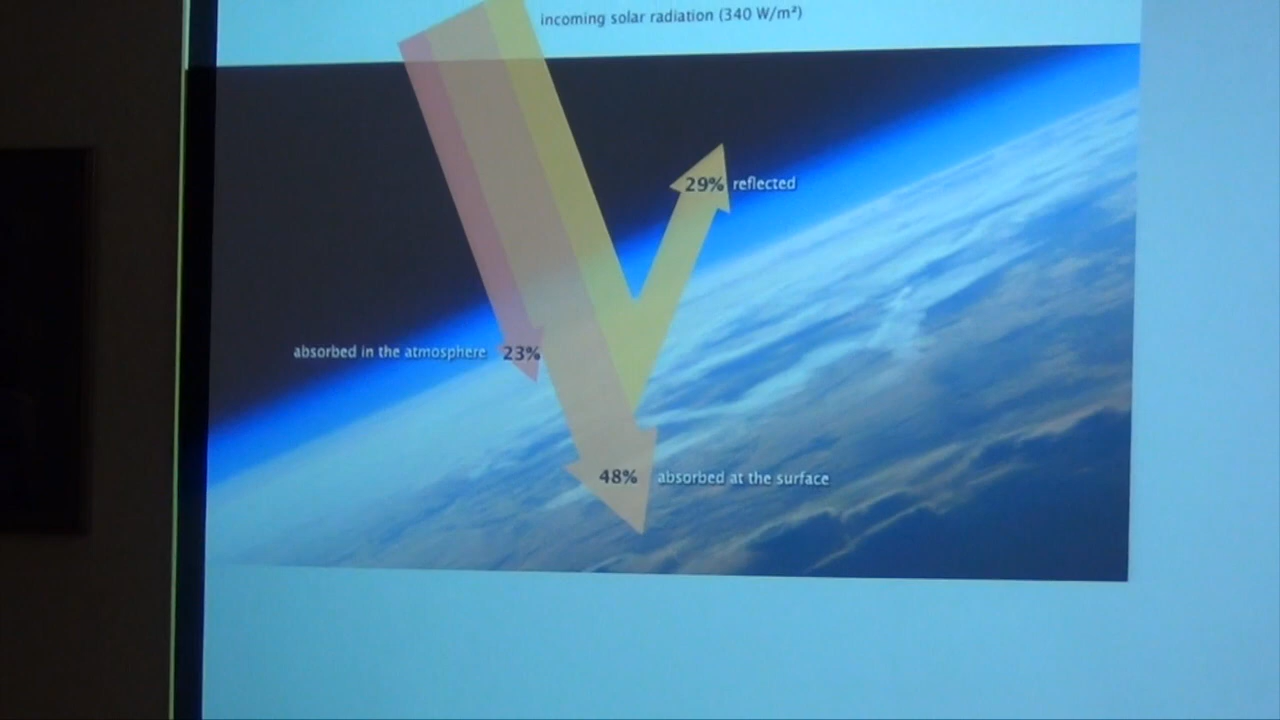 incoming solar radiation (340 W/m²)
29% reflected
absorbed in the atmosphere 23%
48% absorbed at the surface